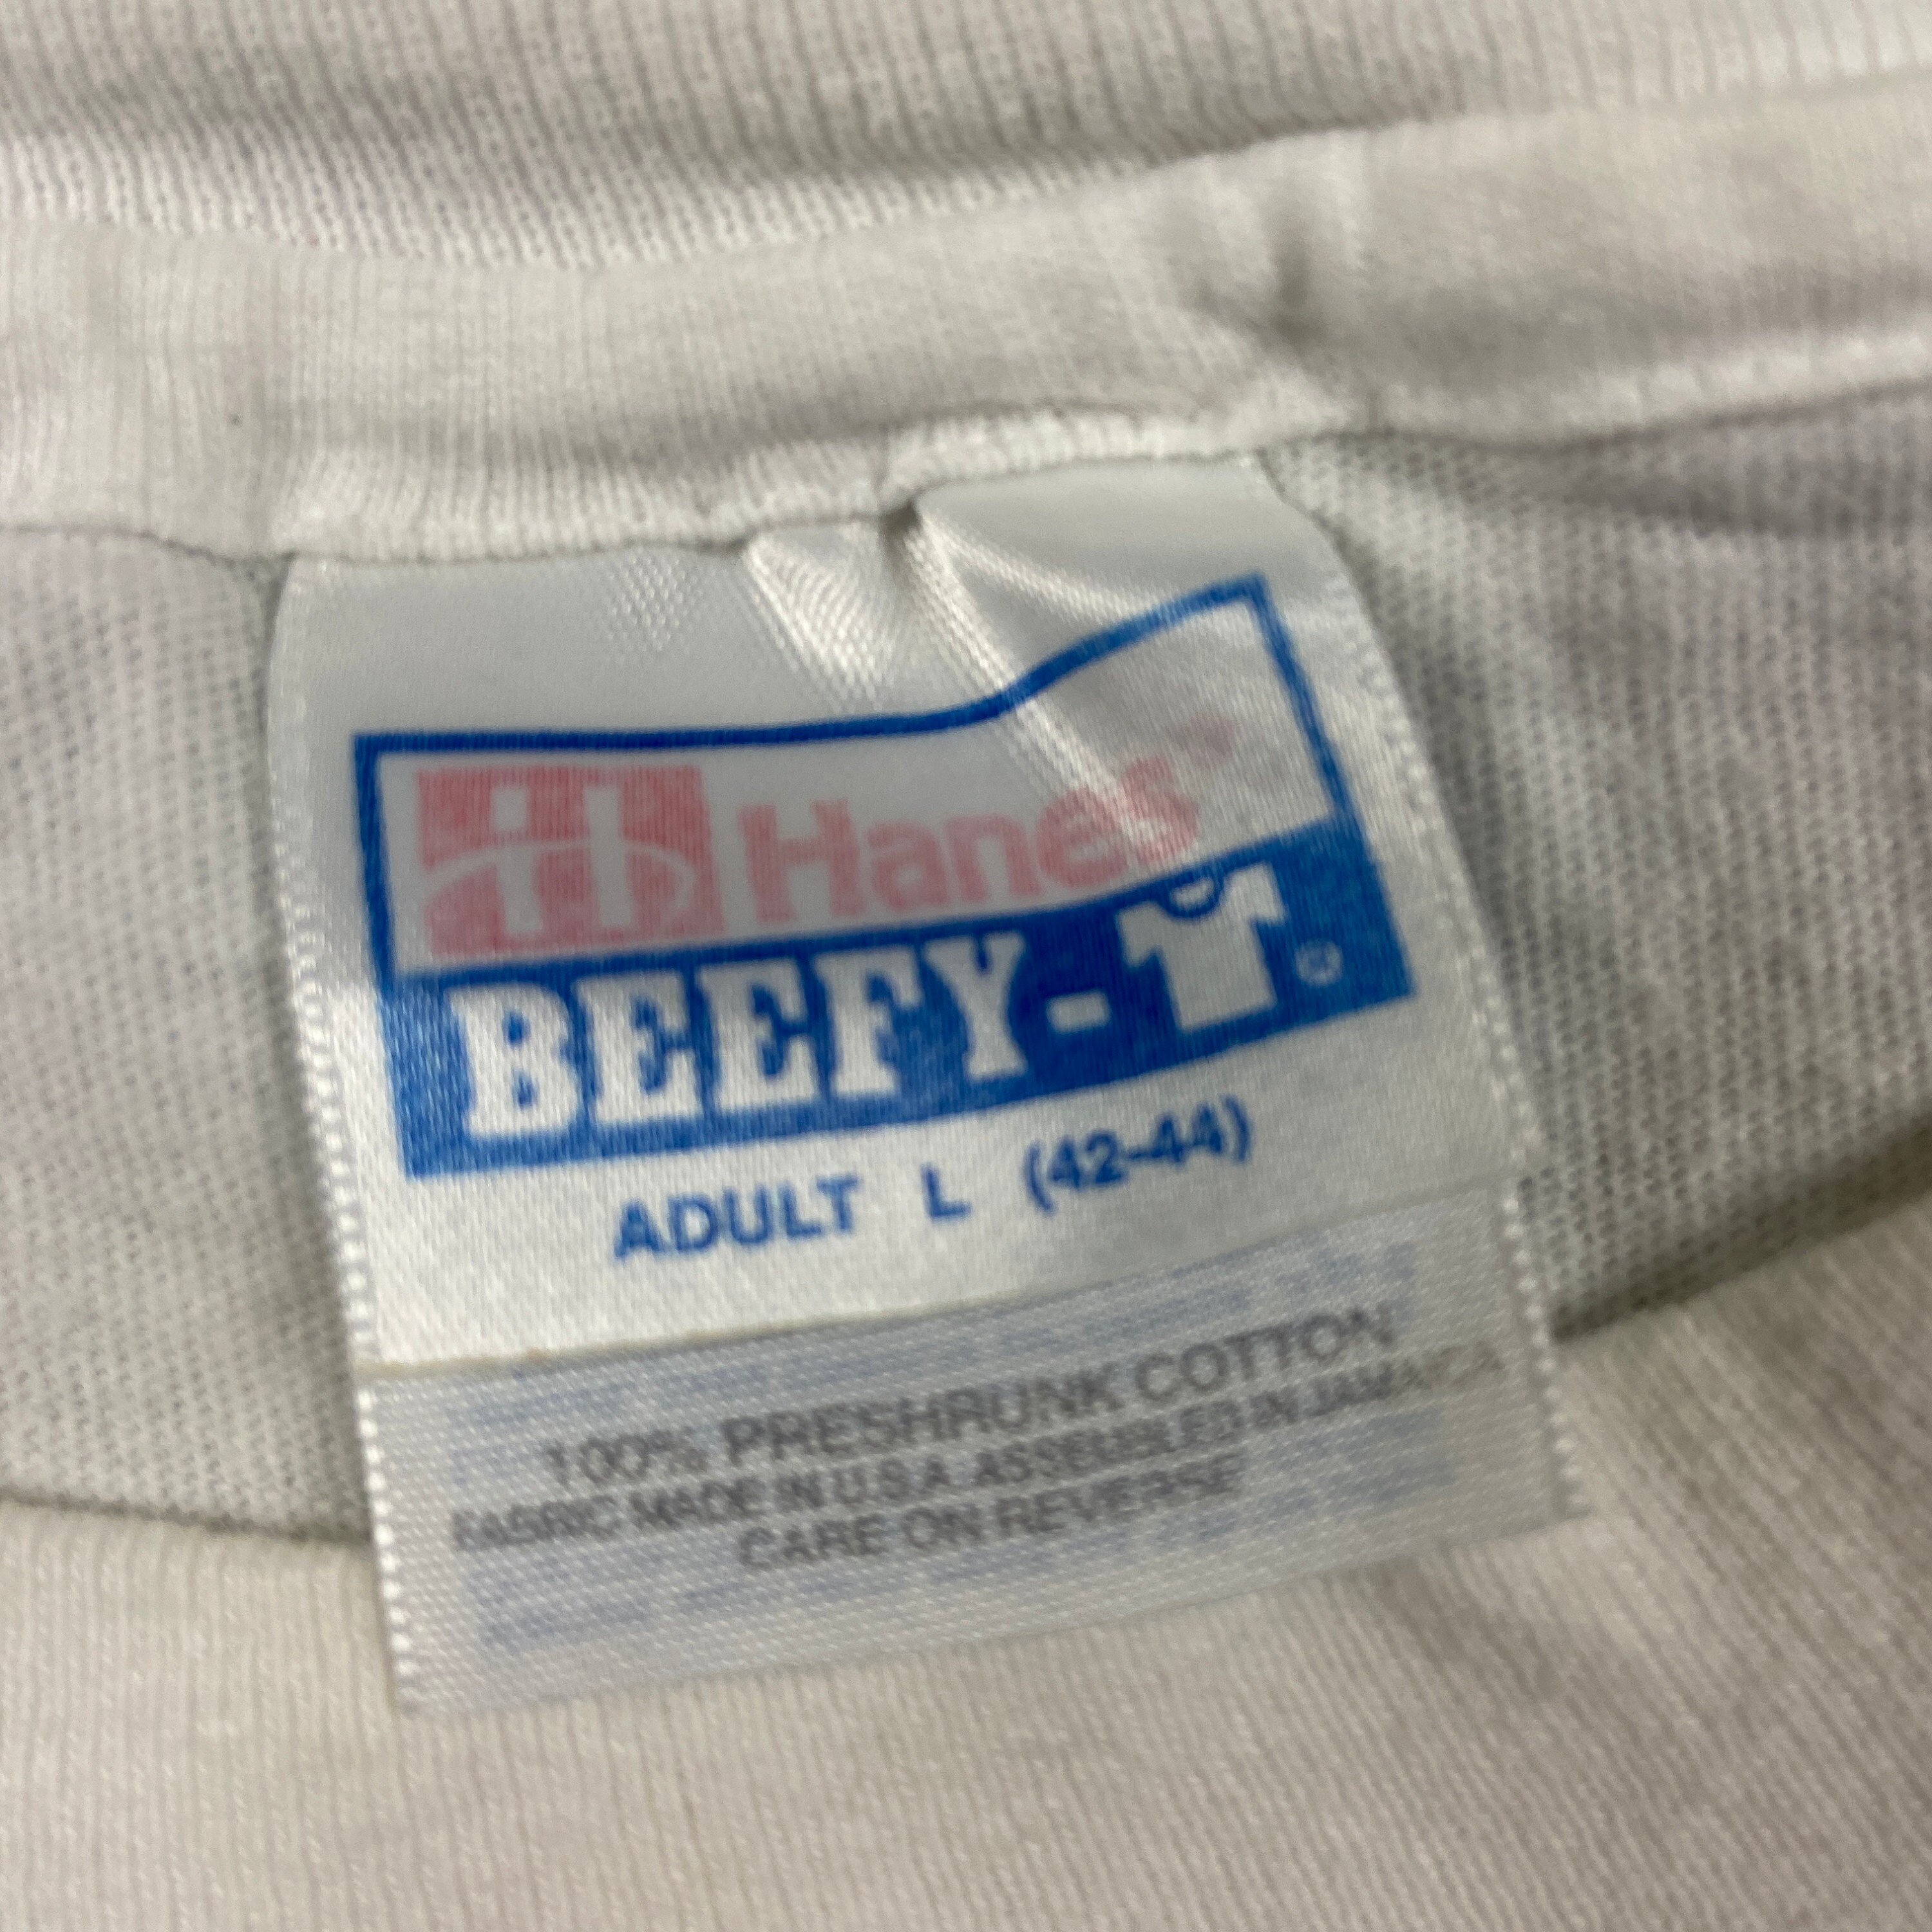 Hanes
BEEFY-T®
ADULT L (42-44)
100% PRESHRUNK COTTON
FABRIC MADE IN U.S.A. ASSEMBLED IN JAMAICA
CARE ON REVERSE